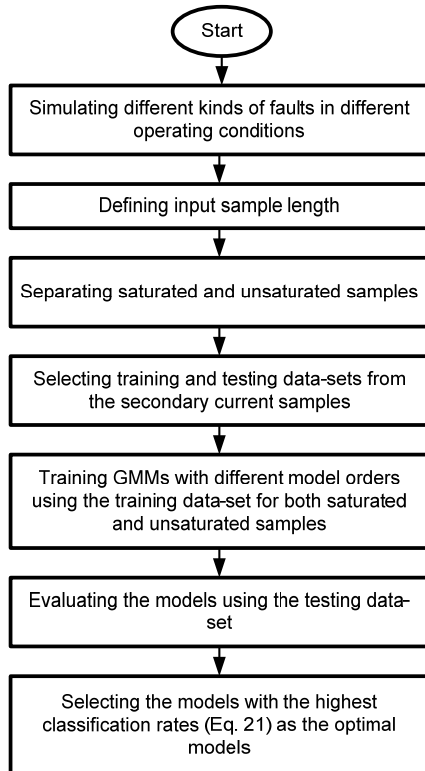 Start
Simulating different kinds of faults in different
operating conditions
Defining input sample length
Separating saturated and unsaturated samples
Selecting training and testing data-sets from
the secondary current samples
Training GMMs with different model orders
using the training data-set for both saturated
and unsaturated samples
Evaluating the models using the testing data-
set
Selecting the models with the highest
classification rates (Eq. 21) as the optimal
models